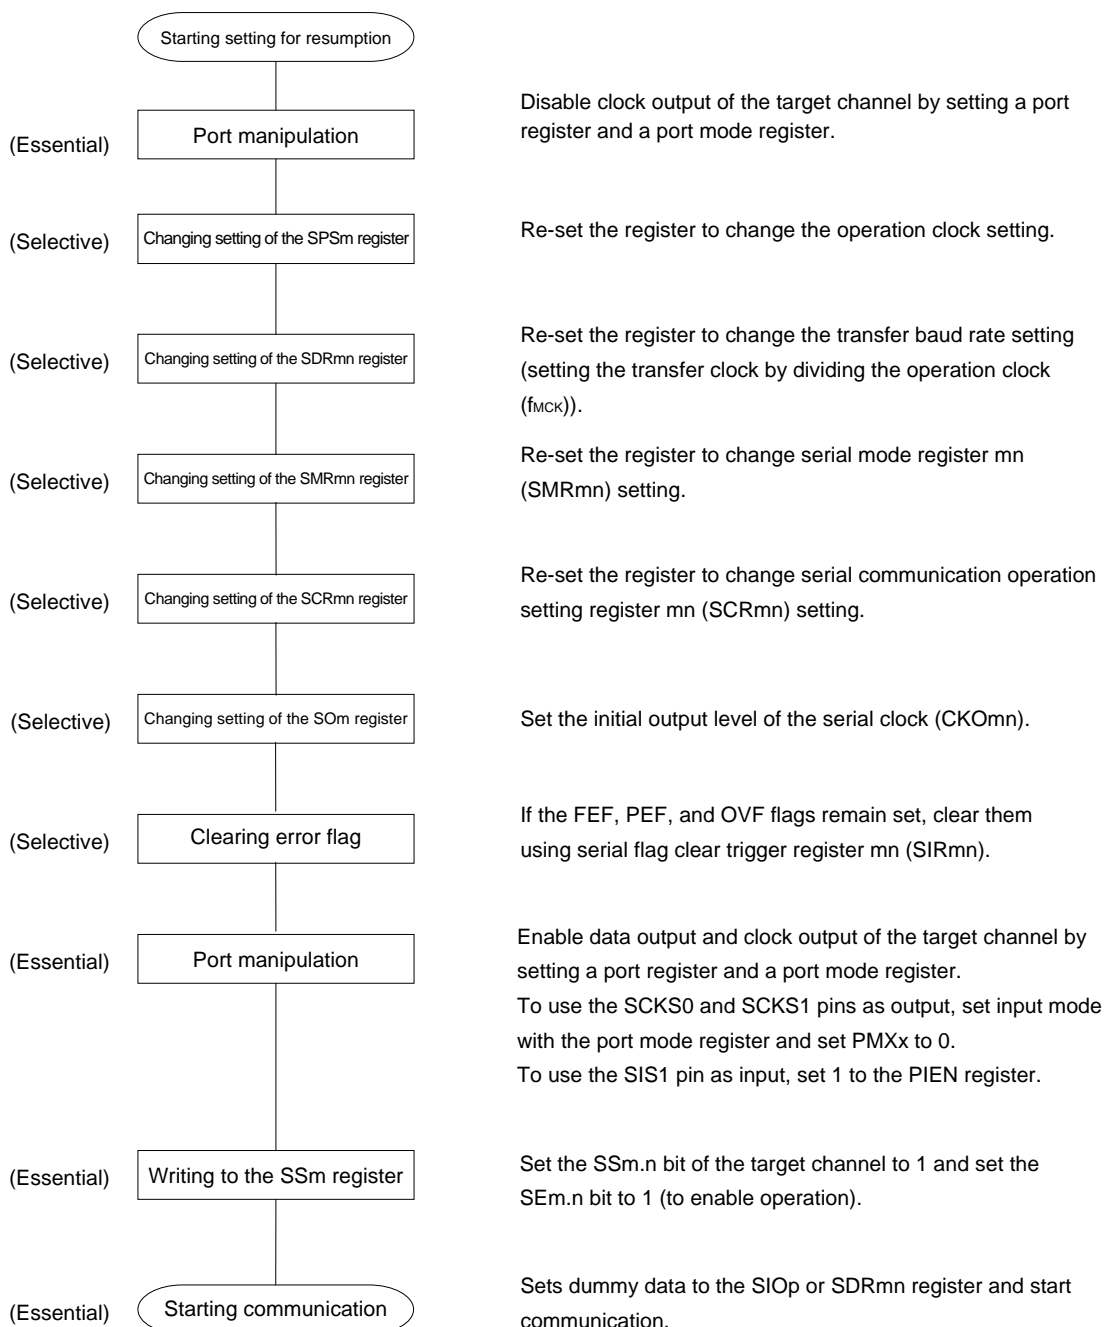 Starting setting for resumption
Disable clock output of the target channel by setting a port
register and a port mode register.
(Essential)
Port manipulation
(Selective)
Changing setting of the SPSm register
Re-set the register to change the operation clock setting.
Re-set the register to change the transfer baud rate setting
(setting the transfer clock by dividing the operation clock
(fMCK)).
(Selective)
Changing setting of the SDRmn register
Re-set the register to change serial mode register mn
(SMRmn) setting.
(Selective)
Changing setting of the SMRmn register
Re-set the register to change serial communication operation
setting register mn (SCRmn) setting.
(Selective)
Changing setting of the SCRmn register
(Selective)
Changing setting of the SOm register
Set the initial output level of the serial clock (CKOmn).
If the FEF, PEF, and OVF flags remain set, clear them
using serial flag clear trigger register mn (SIRmn).
(Selective)
Clearing error flag
Enable data output and clock output of the target channel by
setting a port register and a port mode register.
To use the SCKS0 and SCKS1 pins as output, set input mode
with the port mode register and set PMXx to 0.
To use the SIS1 pin as input, set 1 to the PIEN register.
(Essential)
Port manipulation
Set the SSm.n bit of the target channel to 1 and set the
SEm.n bit to 1 (to enable operation).
(Essential)
Writing to the SSm register
Sets dummy data to the SIOp or SDRmn register and start
communication.
(Essential)
Starting communication